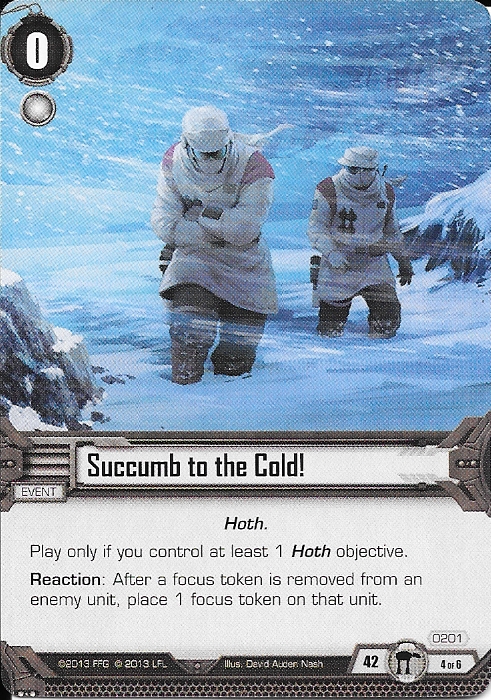 0
Succumb to the Cold!
EVENT
Hoth.
Play only if you control at least 1 Hoth objective.
Reaction: After a focus token is removed from an
enemy unit, place 1 focus token on that unit.
0201
©2013 FFG © 2013 LFL
Illus. David Auden Nash
42
4 OF 6